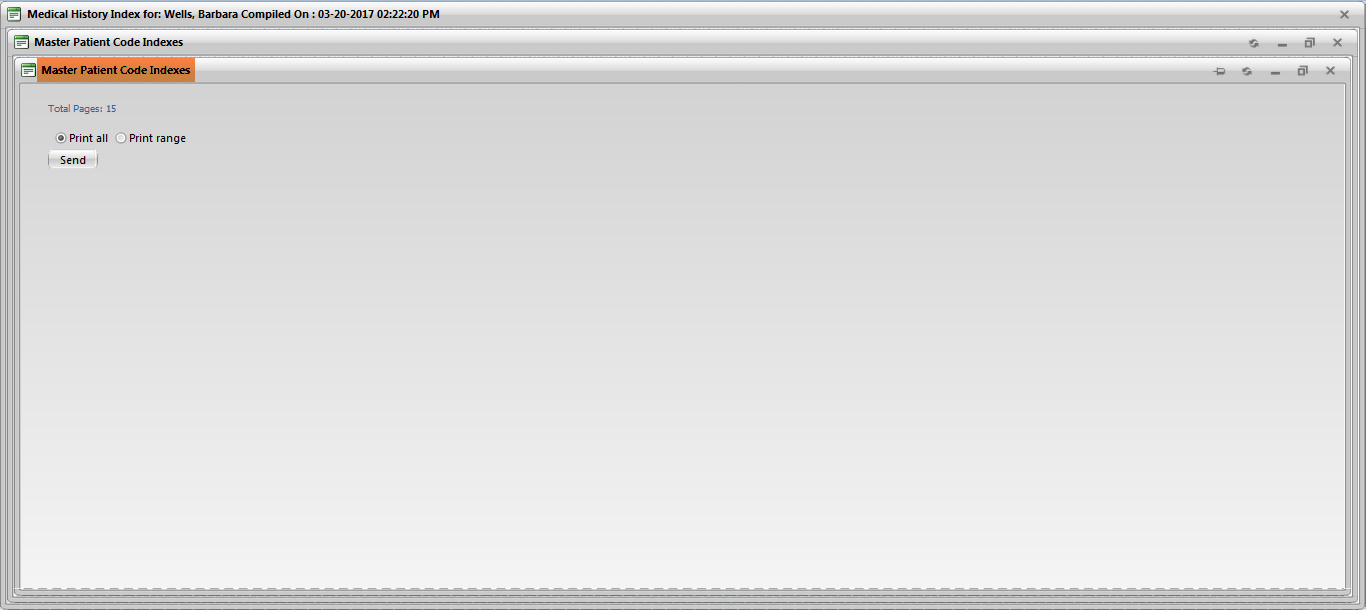 Medical History Index for: Wells, Barbara Compiled On : 03-20-2017 02:22:20 PM
Master Patient Code Indexes
Master Patient Code Indexes
Total Pages: 15
Print all Print range
Send